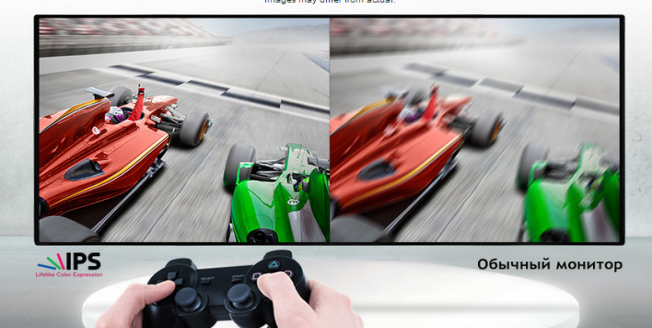 Images may differ from actual.
IPS
Lifelike Color Expression
Обычный монитор